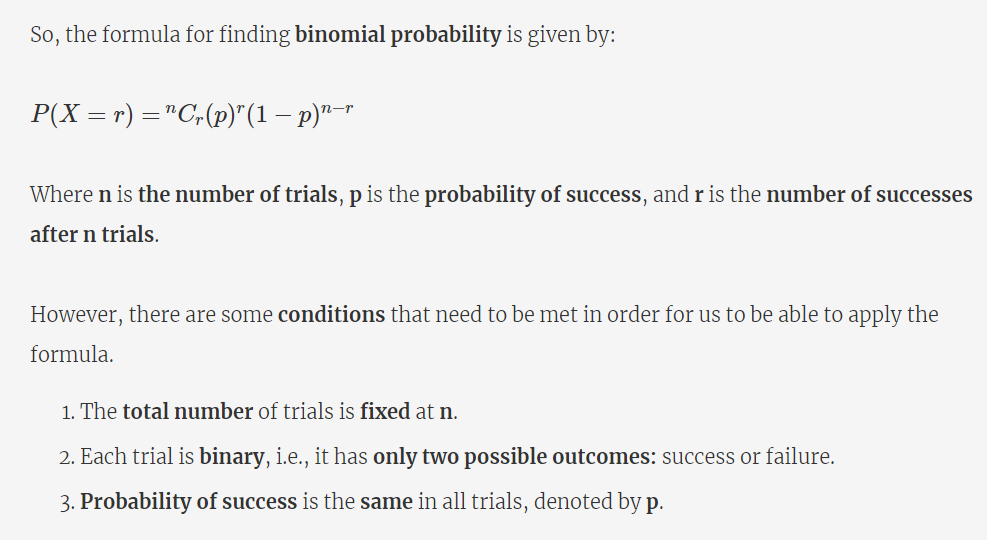 So, the formula for finding binomial probability is given by:
P(X = r) = ⁿCᵣ(p)ʳ(1 − p)ⁿ⁻ʳ
Where n is the number of trials, p is the probability of success, and r is the number of successes
after n trials.
However, there are some conditions that need to be met in order for us to be able to apply the
formula.
1. The total number of trials is fixed at n.
2. Each trial is binary, i.e., it has only two possible outcomes: success or failure.
3. Probability of success is the same in all trials, denoted by p.